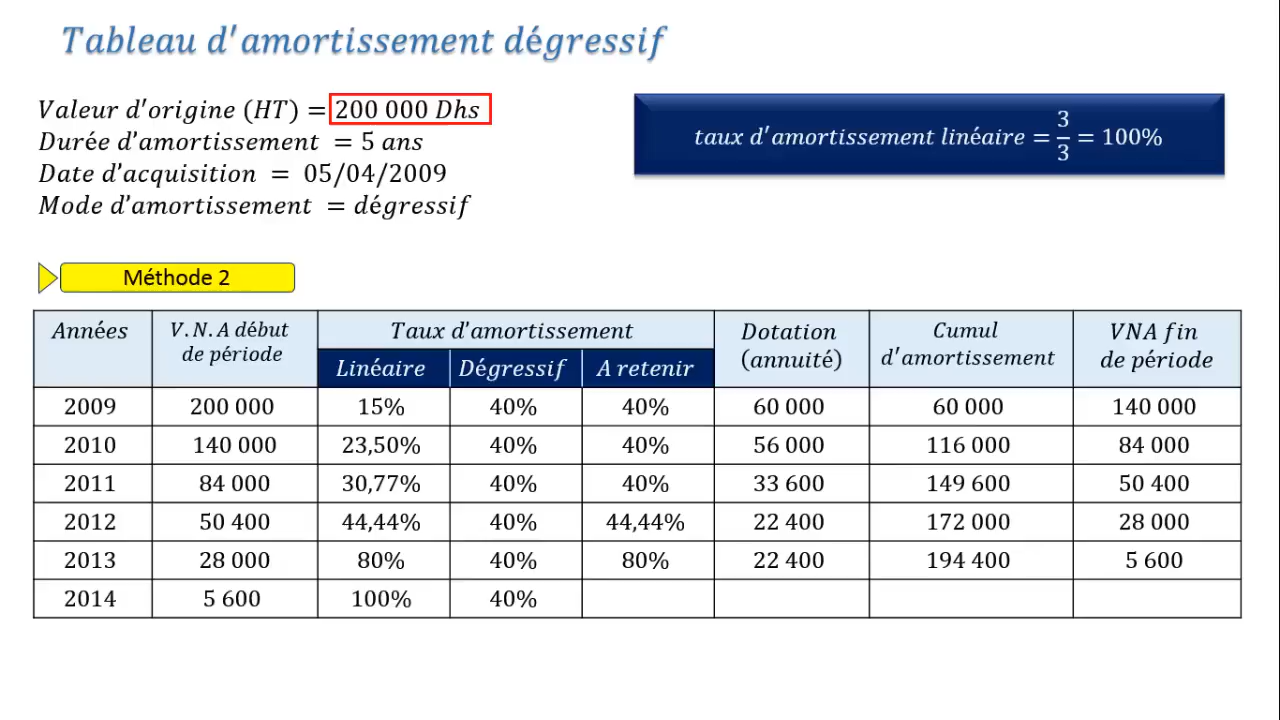 Tableau d'amortissement dégressif
Valeur d'origine (HT) = 200 000 Dhs
Durée d'amortissement = 5 ans
Date d'acquisition = 05/04/2009
Mode d'amortissement = dégressif
taux d'amortissement linéaire = 3/3 = 100%
Méthode 2
Années V.N.A début de période Taux d'amortissement Dotation (annuité) Cumul d'amortissement VNA fin de période
Linéaire Dégressif A retenir
2009 200 000 15% 40% 40% 60 000 60 000 140 000
2010 140 000 23,50% 40% 40% 56 000 116 000 84 000
2011 84 000 30,77% 40% 40% 33 600 149 600 50 400
2012 50 400 44,44% 40% 44,44% 22 400 172 000 28 000
2013 28 000 80% 40% 80% 22 400 194 400 5 600
2014 5 600 100% 40%